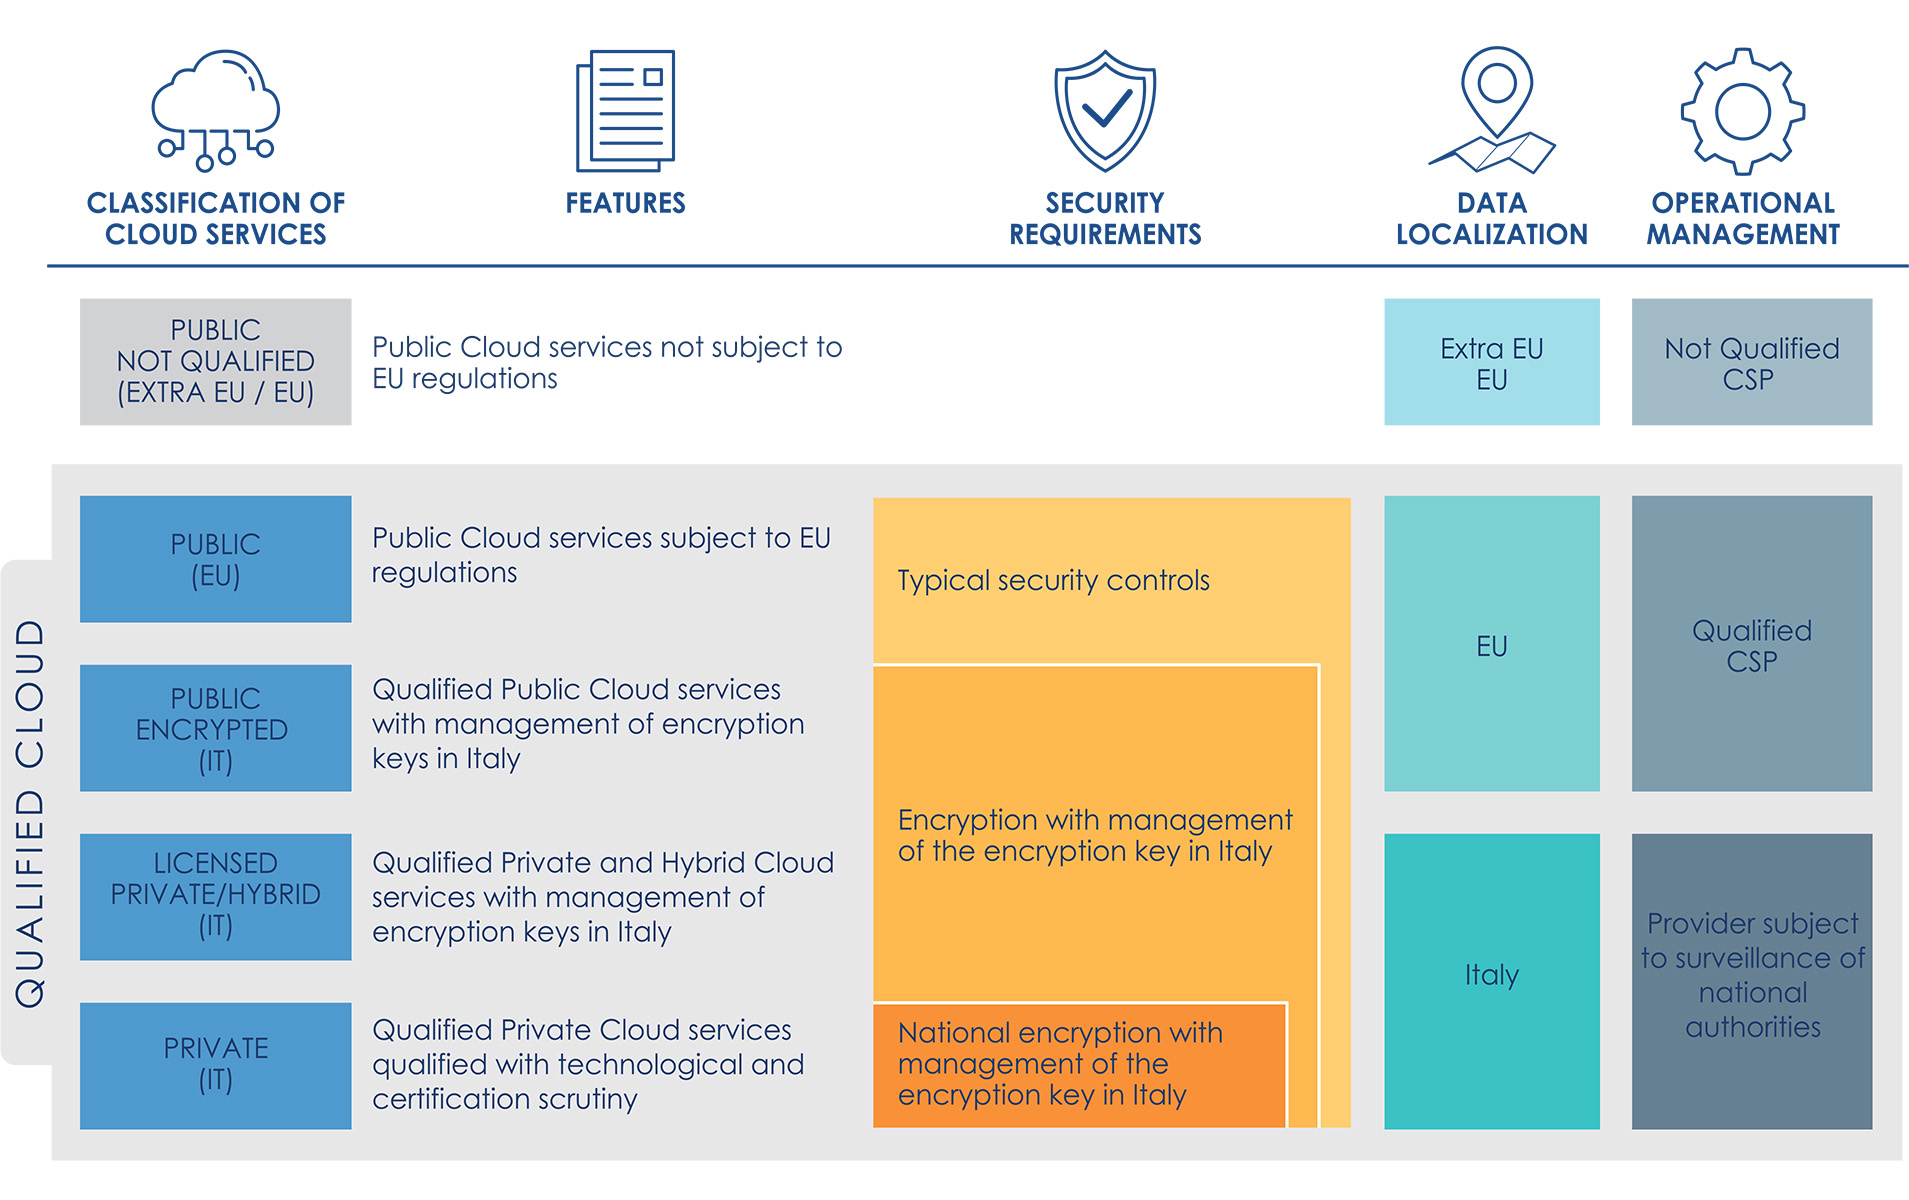 CLASSIFICATION OF
CLOUD SERVICES
FEATURES
SECURITY
REQUIREMENTS
DATA
LOCALIZATION
OPERATIONAL
MANAGEMENT
PUBLIC
NOT QUALIFIED
(EXTRA EU / EU)
Public Cloud services not subject to
EU regulations
Extra EU
EU
Not Qualified
CSP
QUALIFIED CLOUD
PUBLIC
(EU)
Public Cloud services subject to EU
regulations
Typical security controls
EU
Qualified
CSP
PUBLIC
ENCRYPTED
(IT)
Qualified Public Cloud services
with management of encryption
keys in Italy
Encryption with management
of the encryption key in Italy
LICENSED
PRIVATE/HYBRID
(IT)
Qualified Private and Hybrid Cloud
services with management of
encryption keys in Italy
Italy
Provider subject
to surveillance of
national
authorities
PRIVATE
(IT)
Qualified Private Cloud services
qualified with technological and
certification scrutiny
National encryption with
management of the
encryption key in Italy